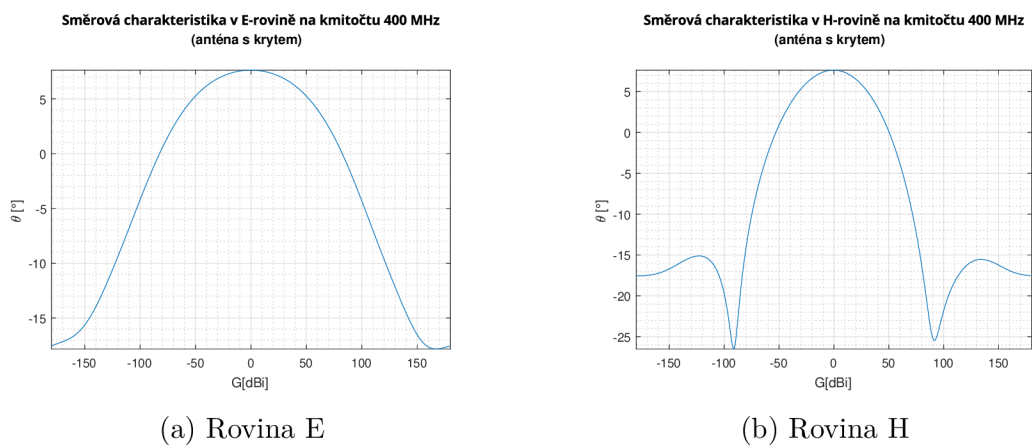 Směrová charakteristika v E-rovině na kmitočtu 400 MHz
(anténa s krytem)
5
0
-5
-10
-15
θ [°]
-150 -100 -50 0 50 100 150
G[dBi]
(a) Rovina E
Směrová charakteristika v H-rovině na kmitočtu 400 MHz
(anténa s krytem)
5
0
-5
-10
-15
-20
-25
θ [°]
-150 -100 -50 0 50 100 150
G[dBi]
(b) Rovina H